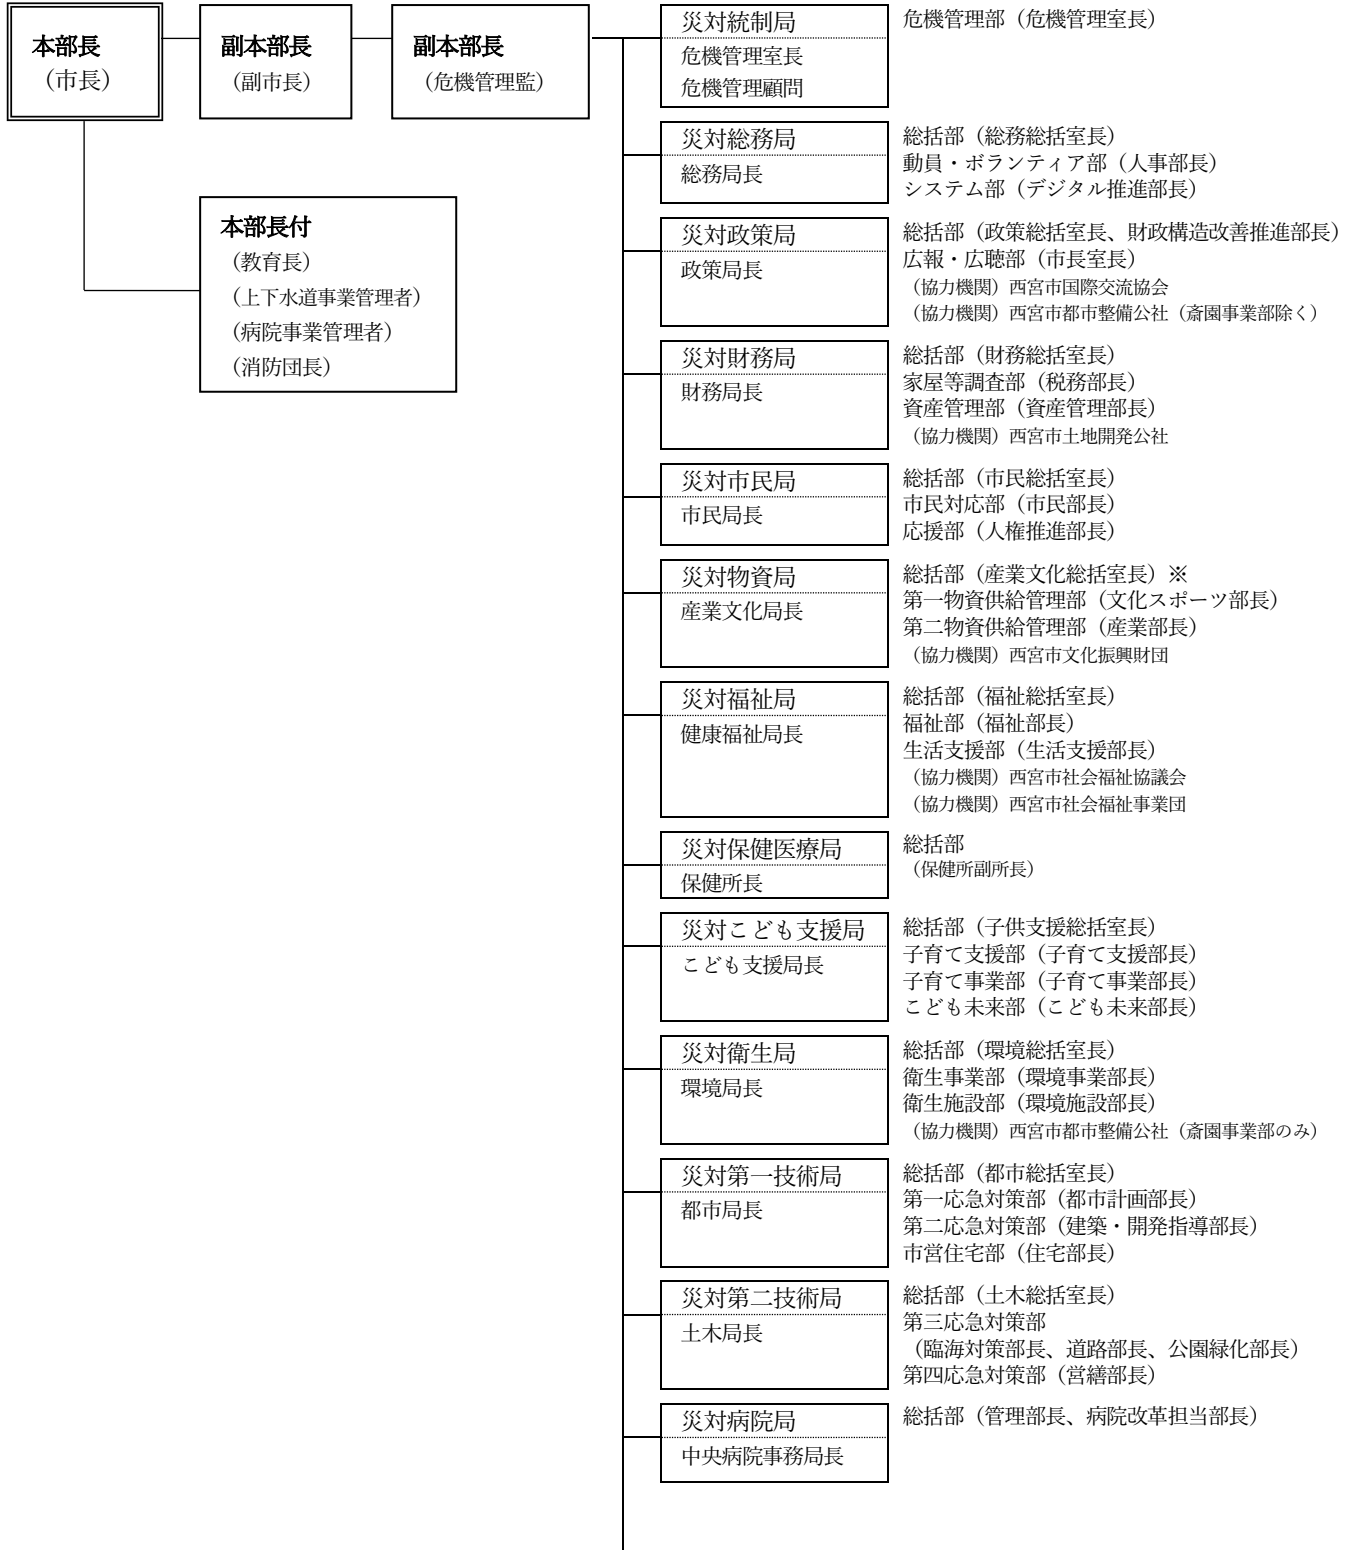 本部長
（市長）
副本部長
（副市長）
副本部長
（危機管理監）
本部長付
（教育長）
（上下水道事業管理者）
（病院事業管理者）
（消防団長）
災対統制局
危機管理室長
危機管理顧問
危機管理部（危機管理室長）
災対総務局
総務局長
総括部（総務総括室長）
動員・ボランティア部（人事部長）
システム部（デジタル推進部長）
災対政策局
政策局長
総括部（政策総括室長、財政構造改善推進部長）
広報・広聴部（市長室長）
（協力機関）西宮市国際交流協会
（協力機関）西宮市都市整備公社（斎園事業部除く）
災対財務局
財務局長
総括部（財務総括室長）
家屋等調査部（税務部長）
資産管理部（資産管理部長）
（協力機関）西宮市土地開発公社
災対市民局
市民局長
総括部（市民総括室長）
市民対応部（市民部長）
応援部（人権推進部長）
災対物資局
産業文化局長
総括部（産業文化総括室長）※
第一物資供給管理部（文化スポーツ部長）
第二物資供給管理部（産業部長）
（協力機関）西宮市文化振興財団
災対福祉局
健康福祉局長
総括部（福祉総括室長）
福祉部（福祉部長）
生活支援部（生活支援部長）
（協力機関）西宮市社会福祉協議会
（協力機関）西宮市社会福祉事業団
災対保健医療局
保健所長
総括部
（保健所副所長）
災対こども支援局
こども支援局長
総括部（子供支援総括室長）
子育て支援部（子育て支援部長）
子育て事業部（子育て事業部長）
こども未来部（こども未来部長）
災対衛生局
環境局長
総括部（環境総括室長）
衛生事業部（環境事業部長）
衛生施設部（環境施設部長）
（協力機関）西宮市都市整備公社（斎園事業部のみ）
災対第一技術局
都市局長
総括部（都市総括室長）
第一応急対策部（都市計画部長）
第二応急対策部（建築・開発指導部長）
市営住宅部（住宅部長）
災対第二技術局
土木局長
総括部（土木総括室長）
第三応急対策部
（臨海対策部長、道路部長、公園緑化部長）
第四応急対策部（営繕部長）
災対病院局
中央病院事務局長
総括部（管理部長、病院改革担当部長）